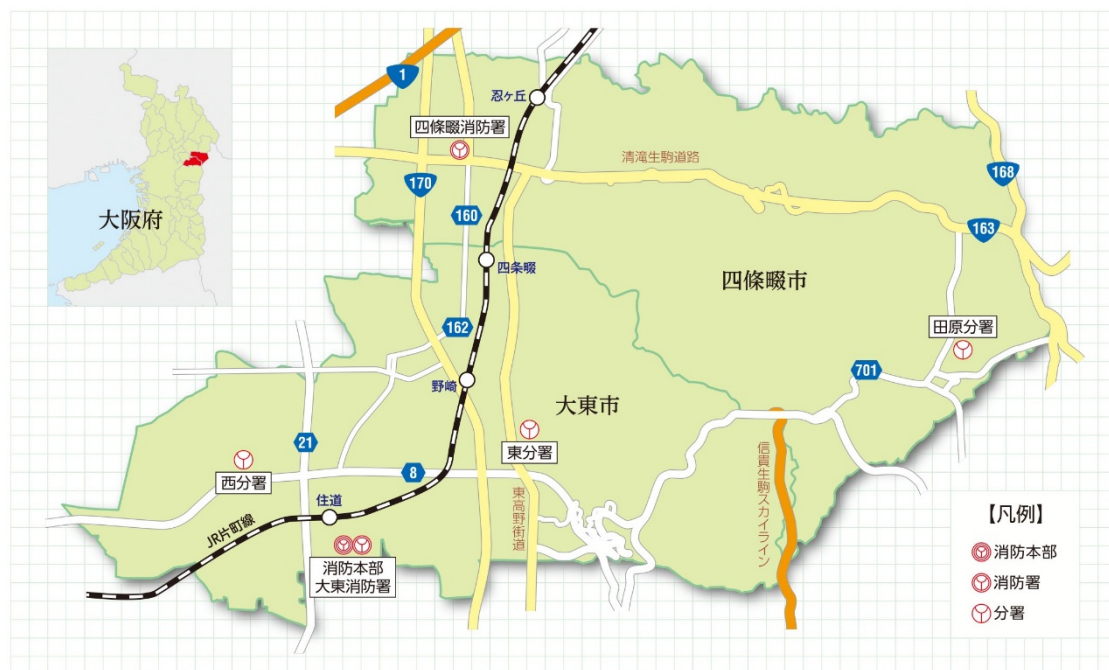 大阪府
1
忍ヶ丘
四條畷消防署
清滝生駒道路
170
168
160
163
四条畷
四條畷市
162
田原分署
野崎
701
大東市
21
東分署
西分署
8
住道
東高野街道
信貴生駒スカイライン
JR片町線
消防本部
大東消防署
【凡例】
消防本部
消防署
分署